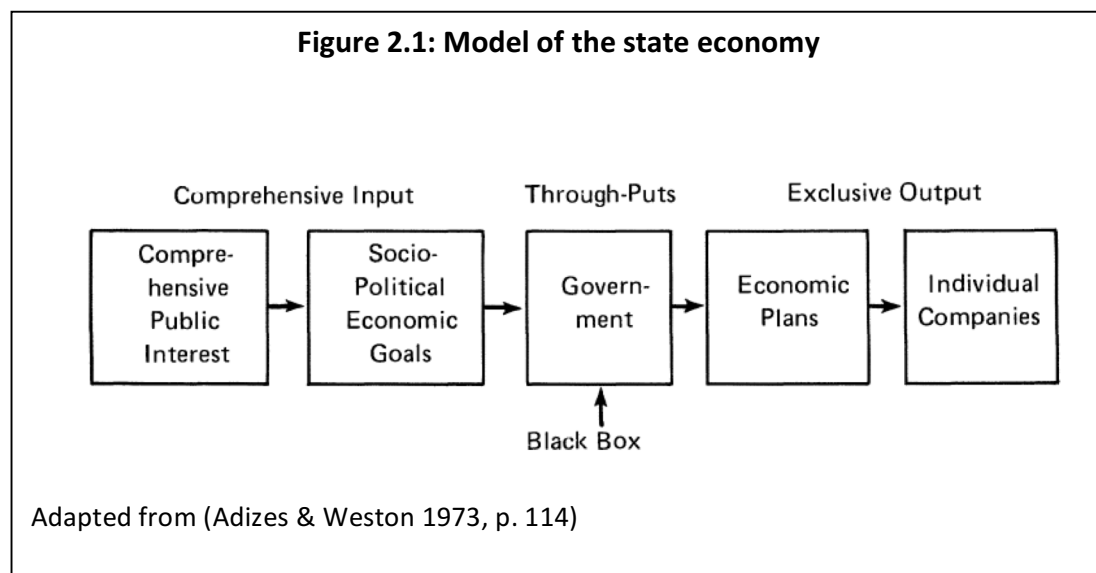 Figure 2.1: Model of the state economy
Comprehensive Input
Through-Puts
Exclusive Output
Compre-
hensive
Public
Interest
Socio-
Political
Economic
Goals
Govern-
ment
Economic
Plans
Individual
Companies
Black Box
Adapted from (Adizes & Weston 1973, p. 114)